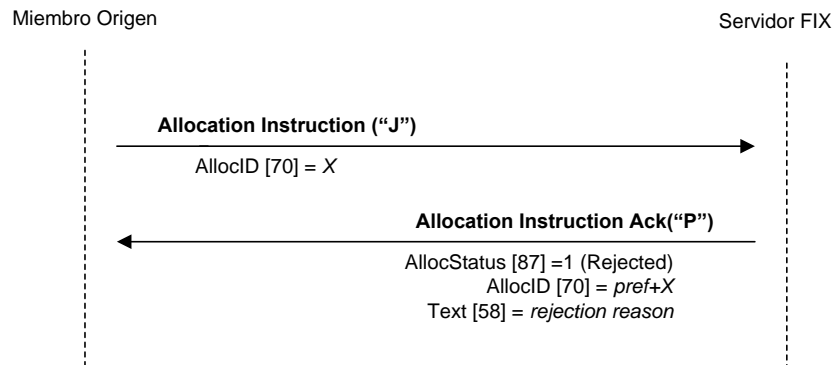 Miembro Origen
Servidor FIX
Allocation Instruction (“J”)
AllocID [70] = X
Allocation Instruction Ack(“P”)
AllocStatus [87] =1 (Rejected)
AllocID [70] = pref+X
Text [58] = rejection reason